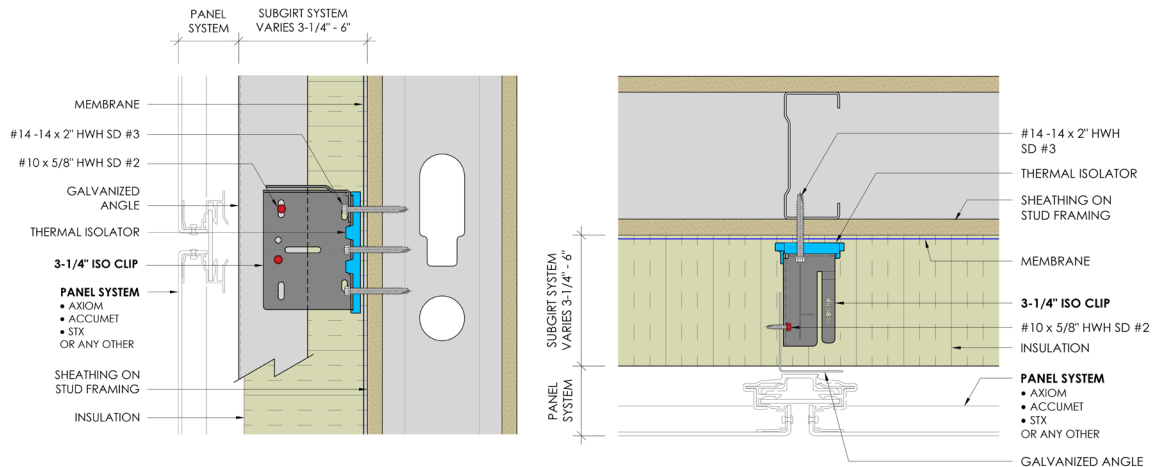 PANEL
SYSTEM
SUBGIRT SYSTEM
VARIES 3-1/4" - 6"
MEMBRANE
#14 -14 x 2" HWH SD #3
#10 x 5/8" HWH SD #2
GALVANIZED
ANGLE
THERMAL ISOLATOR
3-1/4" ISO CLIP
PANEL SYSTEM
• AXIOM
• ACCUMET
• STX
OR ANY OTHER
SHEATHING ON
STUD FRAMING
INSULATION
SUBGIRT SYSTEM
VARIES 3-1/4" - 6"
PANEL
SYSTEM
#14 -14 x 2" HWH
SD #3
THERMAL ISOLATOR
SHEATHING ON
STUD FRAMING
MEMBRANE
3-1/4" ISO CLIP
#10 x 5/8" HWH SD #2
INSULATION
PANEL SYSTEM
• AXIOM
• ACCUMET
• STX
OR ANY OTHER
GALVANIZED ANGLE